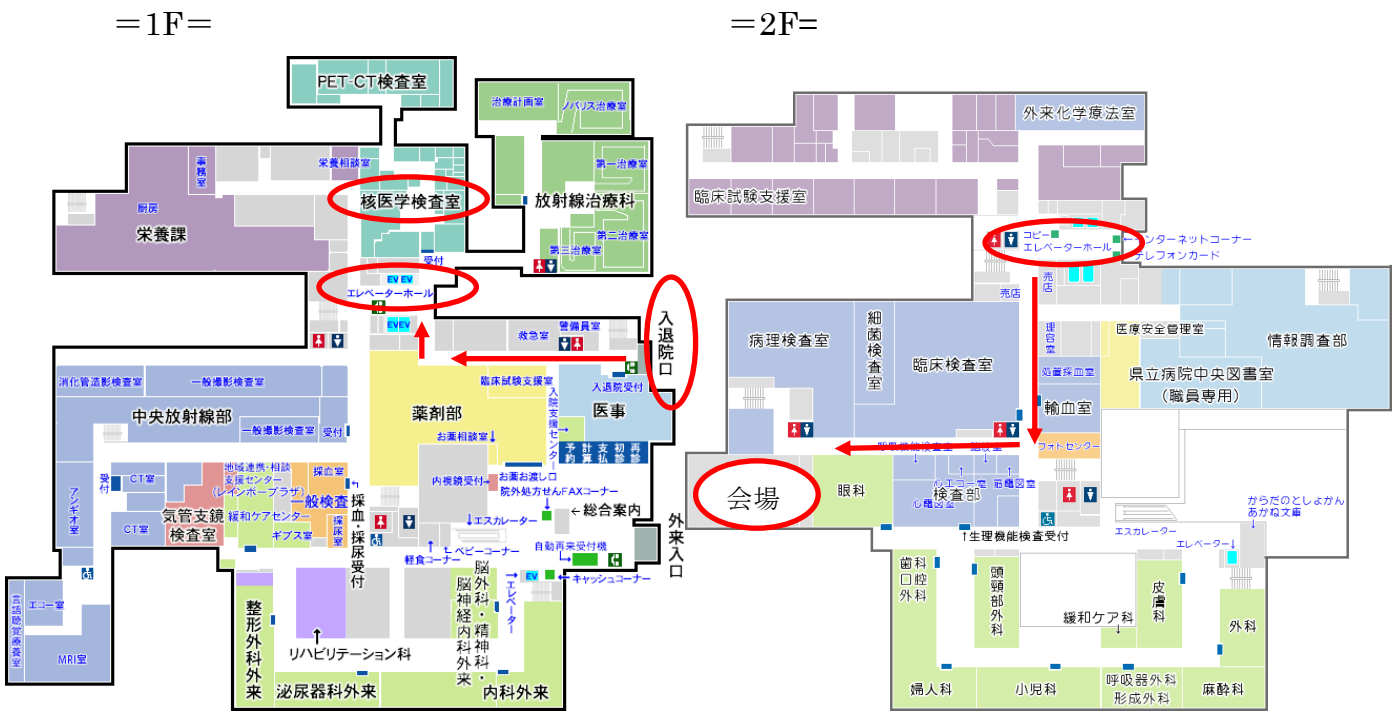 ＝1F＝
PET-CT検査室
治療計画室
ノバリス治療室
事務室
栄養相談室
第一治療室
核医学検査室
放射線治療科
厨房
栄養課
第二治療室
第三治療室
受付
EV EV
エレベーターホール
EVEV
入退院口
警備員室
救急室
消化管造影検査室
一般撮影検査室
臨床試験支援室
入退院受付
中央放射線部
薬剤部
医事
入院支援センター
一般撮影検査室
受付
お薬相談室
予約
計算
支払
初診
再診
地域連携・相談
支援センター
(レインボープラザ)
採血室
受付
CT室
内視鏡受付
お薬お渡し口
院外処方せんFAXコーナー
アンギオ室
一般検査
採尿室
採血・採尿受付
気管支鏡
検査室
緩和ケアセンター
ギプス室
CT室
エスカレーター
←総合案内
外来入口
ベビーコーナー
軽食コーナー
自動再来受付機
EV
キャッシュコーナー
エレベーター
脳外科・精神科・
脳神経内科外来
言語聴覚療養室
エコー室
MRI室
整形外科外来
リハビリテーション科
泌尿器科外来
内科外来
＝2F=
外来化学療法室
臨床試験支援室
コピー
エレベーターホール
←インターネットコーナー
テレフォンカード
売店
売店
病理検査室
細菌検査室
臨床検査室
理容室
医療安全管理室
情報調査部
処置採血室
県立病院中央図書室
（職員専用）
輸血室
呼吸機能検査室
脳波室
フォトセンター
会場
眼科
心エコー室
筋電図室
検査部
心電図室
からだのとしょかん
あかね文庫
↑生理機能検査受付
エスカレーター
エレベーター
歯科
口腔
外科
頭頸部外科
皮膚科
緩和ケア科
外科
婦人科
小児科
呼吸器外科
形成外科
麻酔科